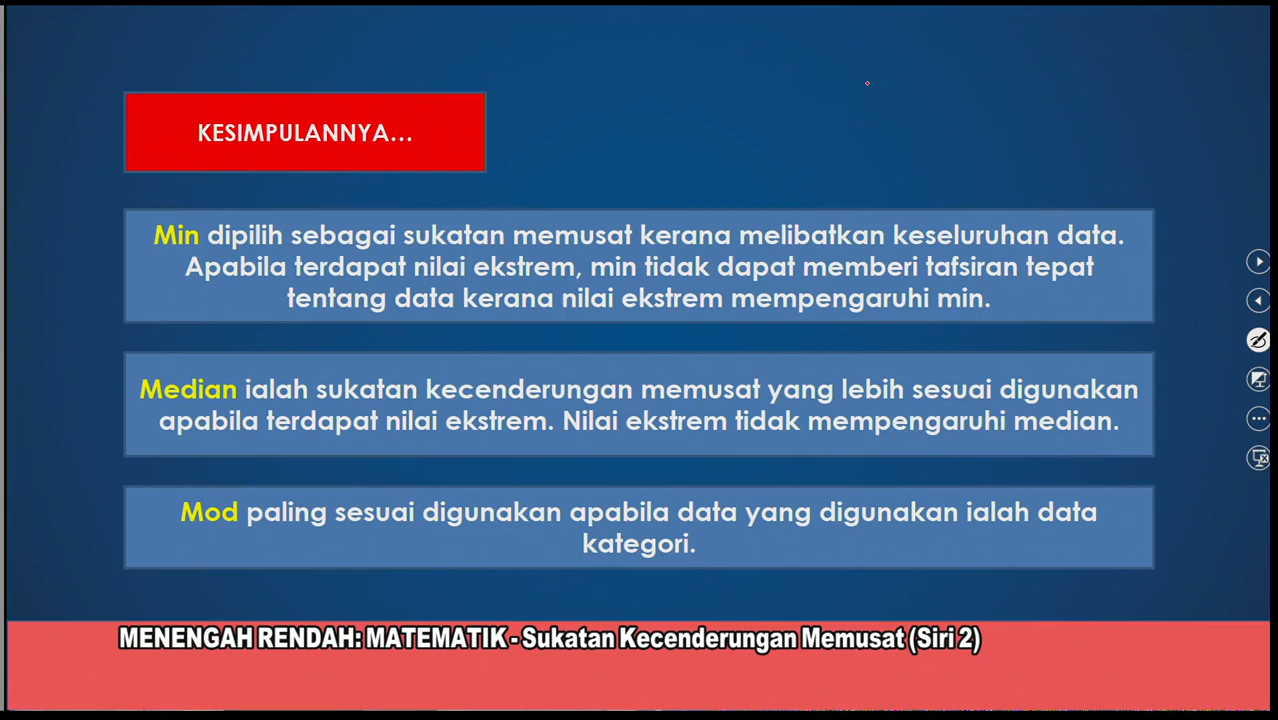 KESIMPULANNYA...
Min dipilih sebagai sukatan memusat kerana melibatkan keseluruhan data.
Apabila terdapat nilai ekstrem, min tidak dapat memberi tafsiran tepat
tentang data kerana nilai ekstrem mempengaruhi min.
Median ialah sukatan kecenderungan memusat yang lebih sesuai digunakan
apabila terdapat nilai ekstrem. Nilai ekstrem tidak mempengaruhi median.
Mod paling sesuai digunakan apabila data yang digunakan ialah data
kategori.
MENENGAH RENDAH: MATEMATIK - Sukatan Kecenderungan Memusat (Siri 2)